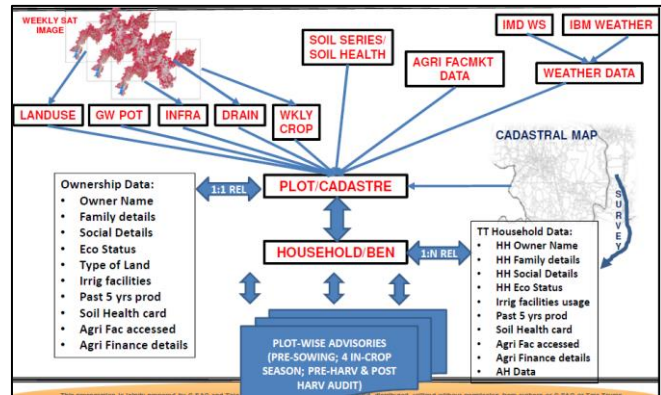 WEEKLY SAT
IMAGE
SOIL SERIES/
SOIL HEALTH
IMD WS
IBM WEATHER
AGRI FACMKT
DATA
WEATHER DATA
LANDUSE
GW POT
INFRA
DRAIN
WKLY
CROP
CADASTRAL MAP
SURVEY
PLOT/CADASTRE
1:1 REL
Ownership Data:
• Owner Name
• Family details
• Social Details
• Eco Status
• Type of Land
• Irrig facilities
• Past 5 yrs prod
• Soil Health card
• Agri Fac accessed
• Agri Finance details
HOUSEHOLD/BEN
1:N REL
TT Household Data:
• HH Owner Name
• HH Family details
• HH Social Details
• HH Eco Status
• Irrig facilities usage
• Past 5 yrs prod
• Soil Health card
• Agri Fac accessed
• Agri Finance details
• AH Data
PLOT-WISE ADVISORIES
(PRE-SOWING; 4 IN-CROP
SEASON; PRE-HARV & POST
HARV AUDIT)